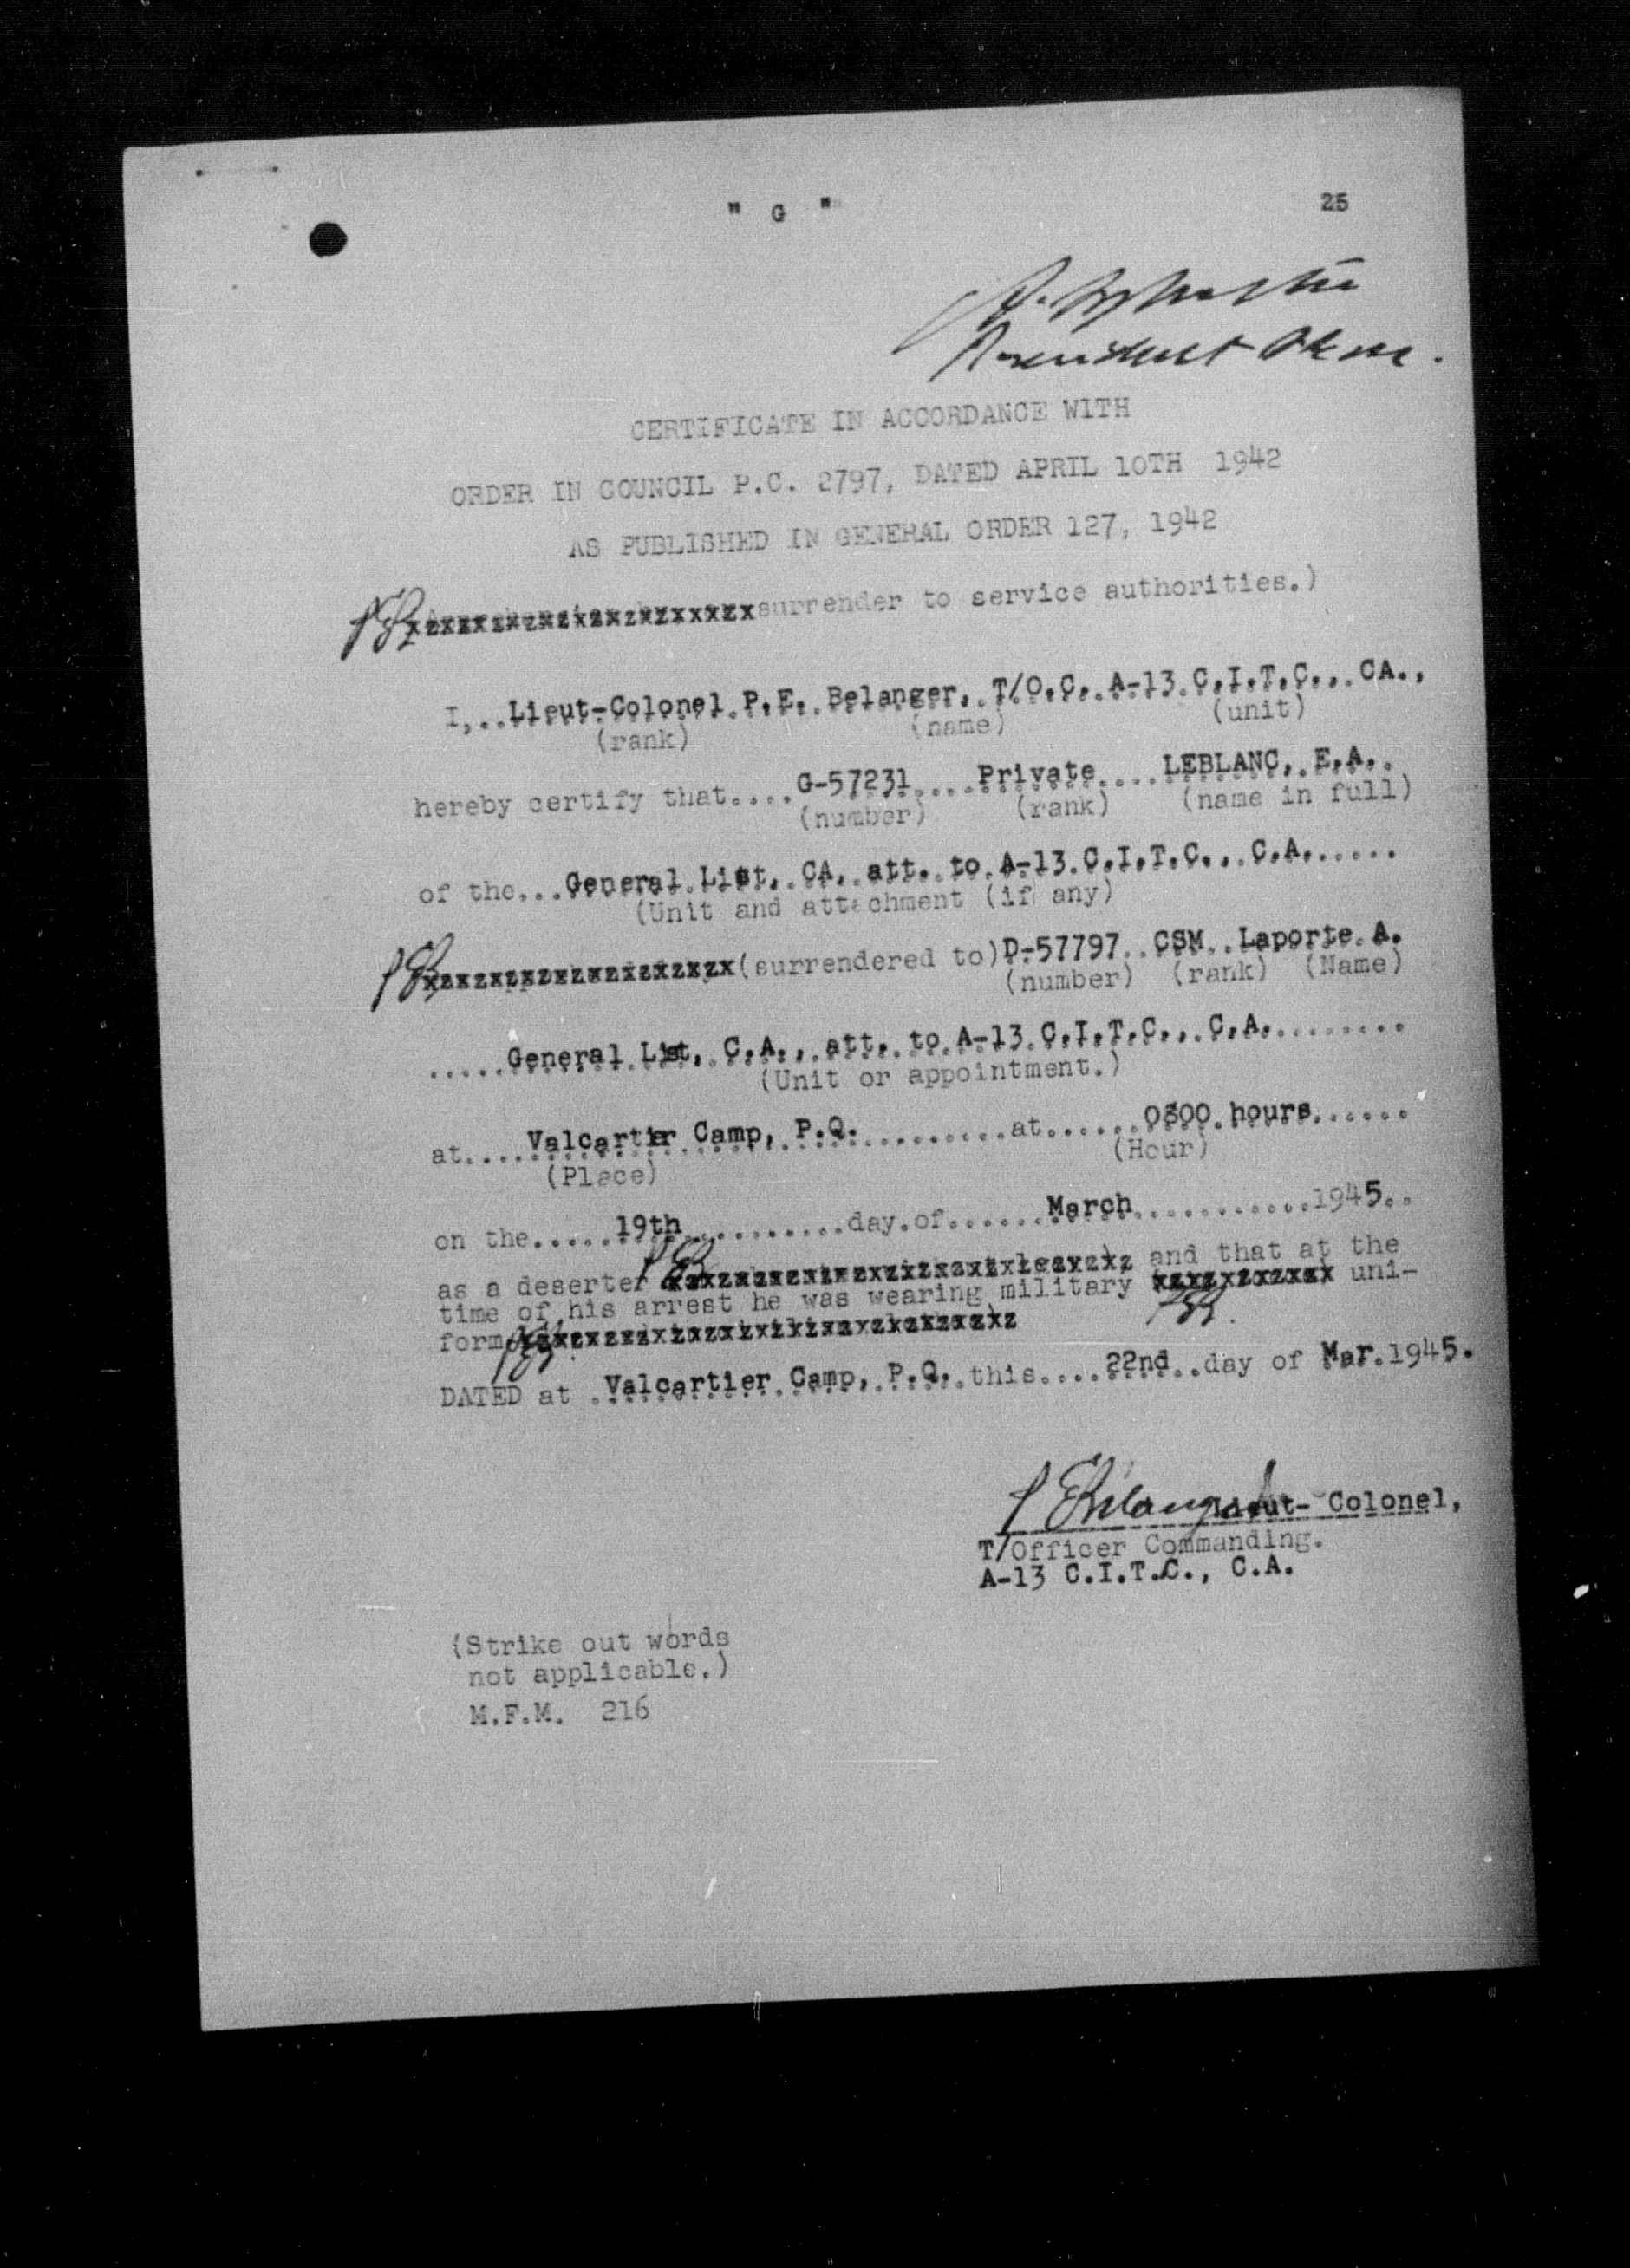 " G "
25
President
CERTIFICATE IN ACCORDANCE WITH
ORDER IN COUNCIL P.C. 2797, DATED APRIL 10TH 1942
AS PUBLISHED IN GENERAL ORDER 127, 1942
surrender to service authorities.)
I,..Lieut-Colonel P.E. Belanger, T/O.C. A-13 C.I.T.C., CA.,
(rank) (name) (unit)
hereby certify that....G-57231....Private....LEBLANC, E.A..
(number) (rank) (name in full)
of the...General List, CA, att. to A-13 C.I.T.C., C.A......
(Unit and attachment (if any)
(surrendered to)D-57797..CSM..Laporte A.
(number) (rank) (Name)
.....General List, C.A., att. to A-13 C.I.T.C., C.A.........
(Unit or appointment.)
at....Valcartier Camp, P.Q...........at......0800 hours......
(Place) (Hour)
on the.....19th..........day.of......March...........1945..
as a deserter and that at the
time of his arrest he was wearing military uni-
form
DATED at .Valcartier Camp, P.Q. this....22nd..day of Mar.1945.
P E Belanger Lieut- Colonel,
T/Officer Commanding.
A-13 C.I.T.C., C.A.
(Strike out words
not applicable.)
M.F.M. 216